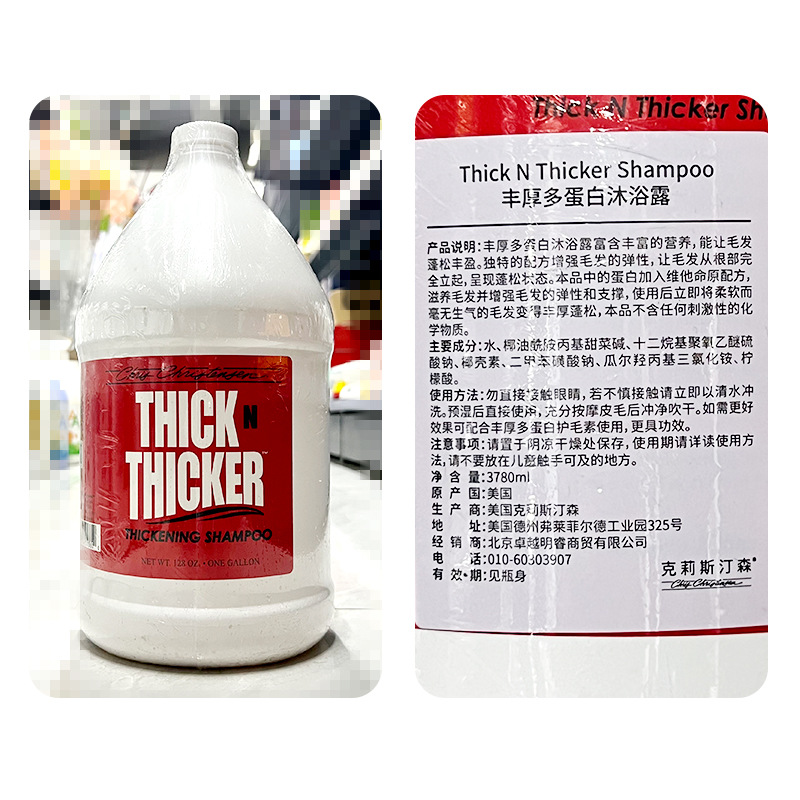 Chris Christensen
THICK N
THICKER™
THICKENING SHAMPOO
NET WT. 128 OZ. • ONE GALLON
Thick N Thicker Sh
Thick N Thicker Shampoo
丰厚多蛋白沐浴露
产品说明：丰厚多蛋白沐浴露富含丰富的营养，能让毛发
蓬松丰盈。独特的配方增强毛发的弹性，让毛发从根部完
全立起，呈现蓬松状态。本品中的蛋白加入维他命原配方，
滋养毛发并增强毛发的弹性和支撑，使用后立即将柔软而
毫无生气的毛发变得丰厚蓬松，本品不含任何刺激性的化
学物质。
主要成分：水、椰油酰胺丙基甜菜碱、十二烷基聚氧乙醚硫
酸钠、椰壳素、二甲苯磺酸钠、瓜尔羟丙基三氯化铵、柠
檬酸。
使用方法：勿直接接触眼睛，若不慎接触请立即以清水冲
洗。预湿后直接使用，充分按摩皮毛后冲净吹干。如需更好
效果可配合丰厚多蛋白护毛素使用，更具功效。
注意事项：请置于阴凉干燥处保存，使用期请详读使用方
法，请不要放在儿童触手可及的地方。
净 含 量：3780ml
原 产 国：美国
生 产 商：美国克莉斯汀森
地 址：美国德州弗莱菲尔德工业园325号
经 销 商：北京卓越明睿商贸有限公司
电 话：010-60303907
有 效 期：见瓶身
克莉斯汀森®
Chris Christensen